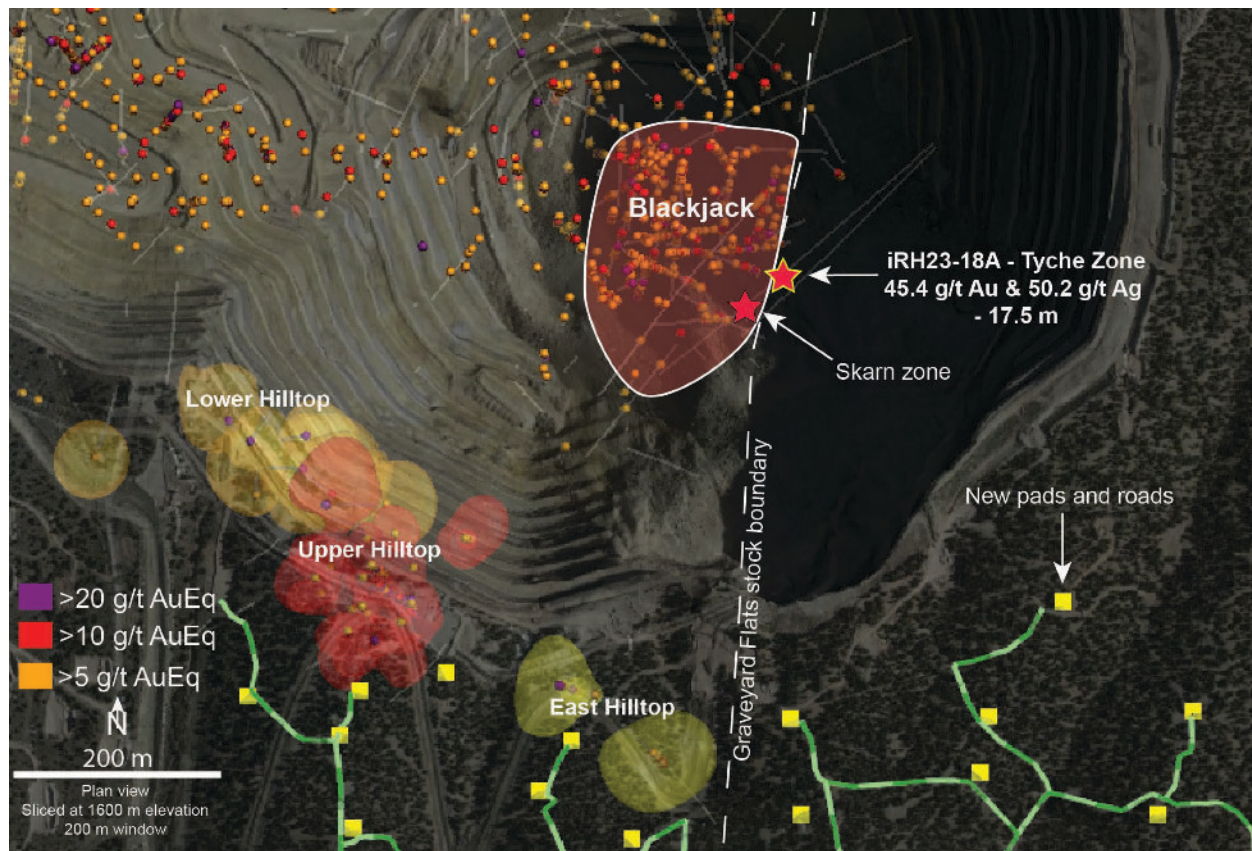 Blackjack
iRH23-18A - Tyche Zone
45.4 g/t Au & 50.2 g/t Ag
- 17.5 m
Skarn zone
Lower Hilltop
New pads and roads
Upper Hilltop
Graveyard Flats stock boundary
>20 g/t AuEq
>10 g/t AuEq
>5 g/t AuEq
East Hilltop
N
200 m
Plan view
Sliced at 1600 m elevation
200 m window